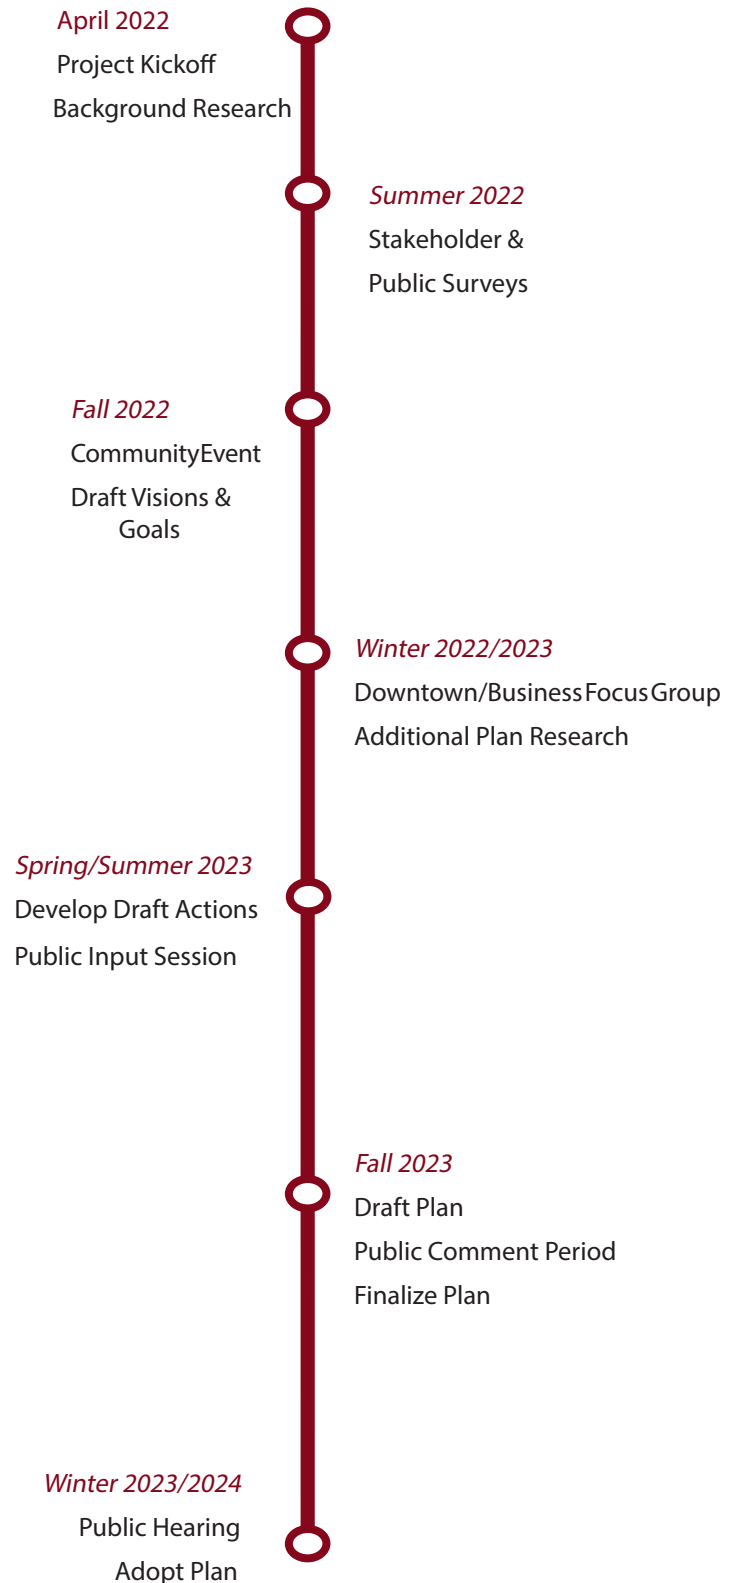 April 2022
Project Kickoff
Background Research
Summer 2022
Stakeholder &
Public Surveys
Fall 2022
CommunityEvent
Draft Visions &
Goals
Winter 2022/2023
Downtown/Business Focus Group
Additional Plan Research
Spring/Summer 2023
Develop Draft Actions
Public Input Session
Fall 2023
Draft Plan
Public Comment Period
Finalize Plan
Winter 2023/2024
Public Hearing
Adopt Plan